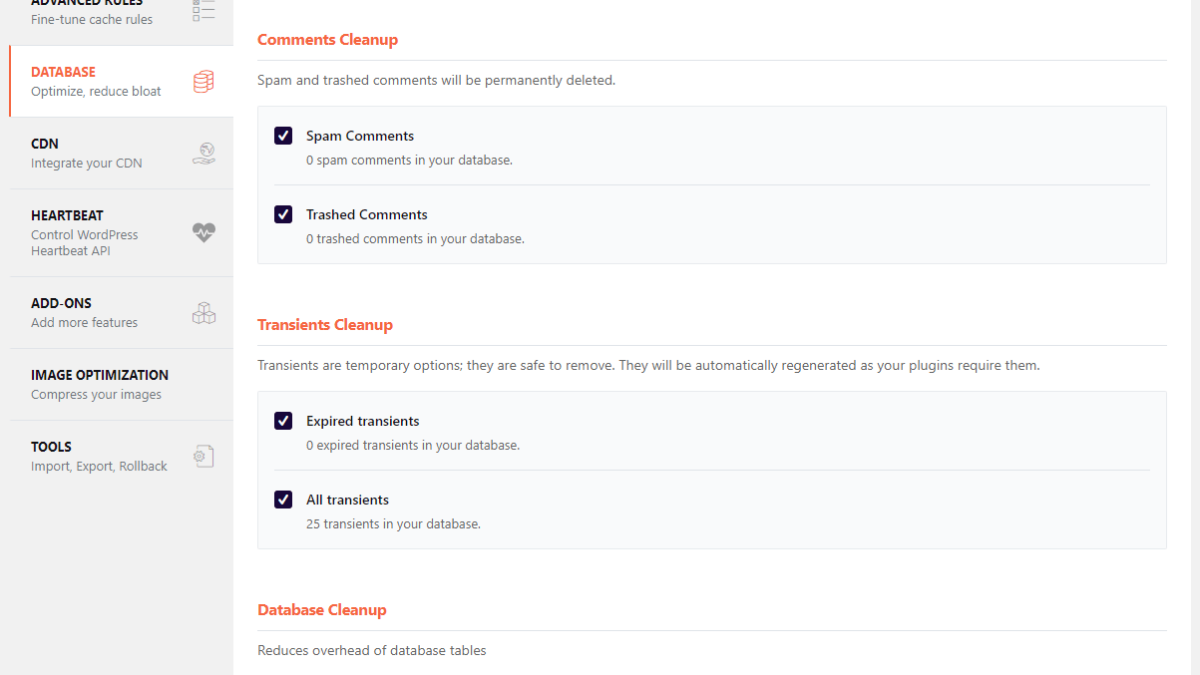 ADVANCED RULES
Fine-tune cache rules
DATABASE
Optimize, reduce bloat
CDN
Integrate your CDN
HEARTBEAT
Control WordPress
Heartbeat API
ADD-ONS
Add more features
IMAGE OPTIMIZATION
Compress your images
TOOLS
Import, Export, Rollback
Comments Cleanup
Spam and trashed comments will be permanently deleted.
Spam Comments
0 spam comments in your database.
Trashed Comments
0 trashed comments in your database.
Transients Cleanup
Transients are temporary options; they are safe to remove. They will be automatically regenerated as your plugins require them.
Expired transients
0 expired transients in your database.
All transients
25 transients in your database.
Database Cleanup
Reduces overhead of database tables